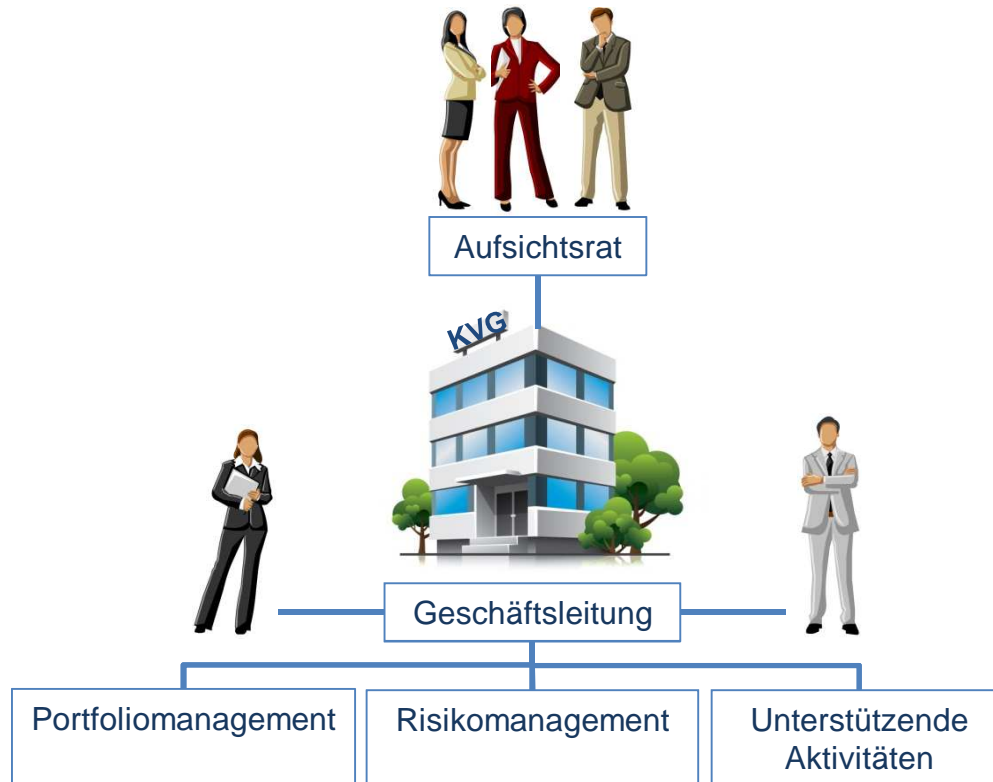 Aufsichtsrat
KVG
Geschäftsleitung
Portfoliomanagement
Risikomanagement
Unterstützende
Aktivitäten